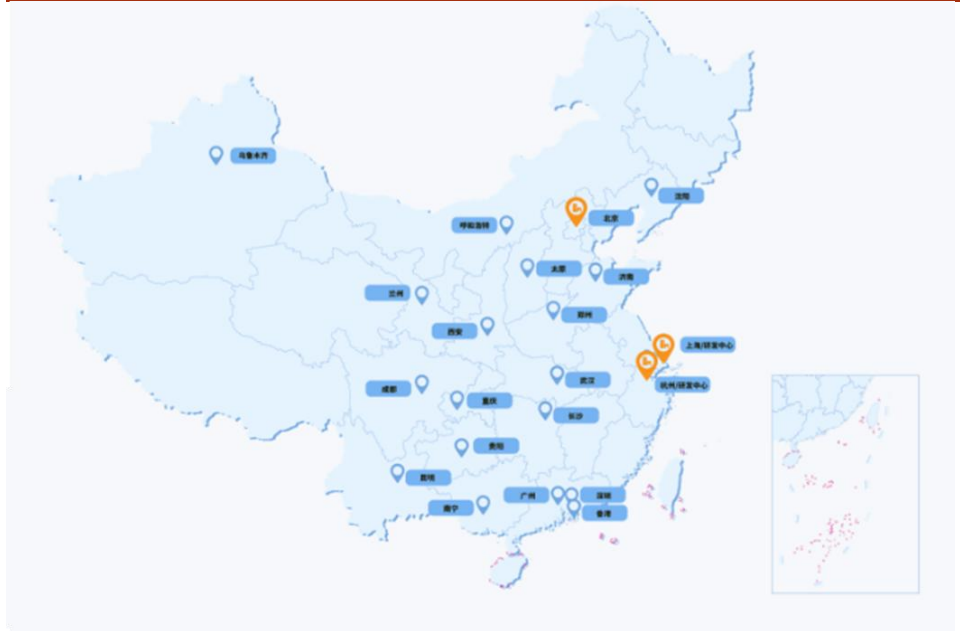 乌鲁木齐
沈阳
北京
呼和浩特
太原
济南
兰州
郑州
西安
上海/研发中心
武汉
杭州/研发中心
成都
重庆
长沙
贵阳
昆明
广州
深圳
南宁
香港